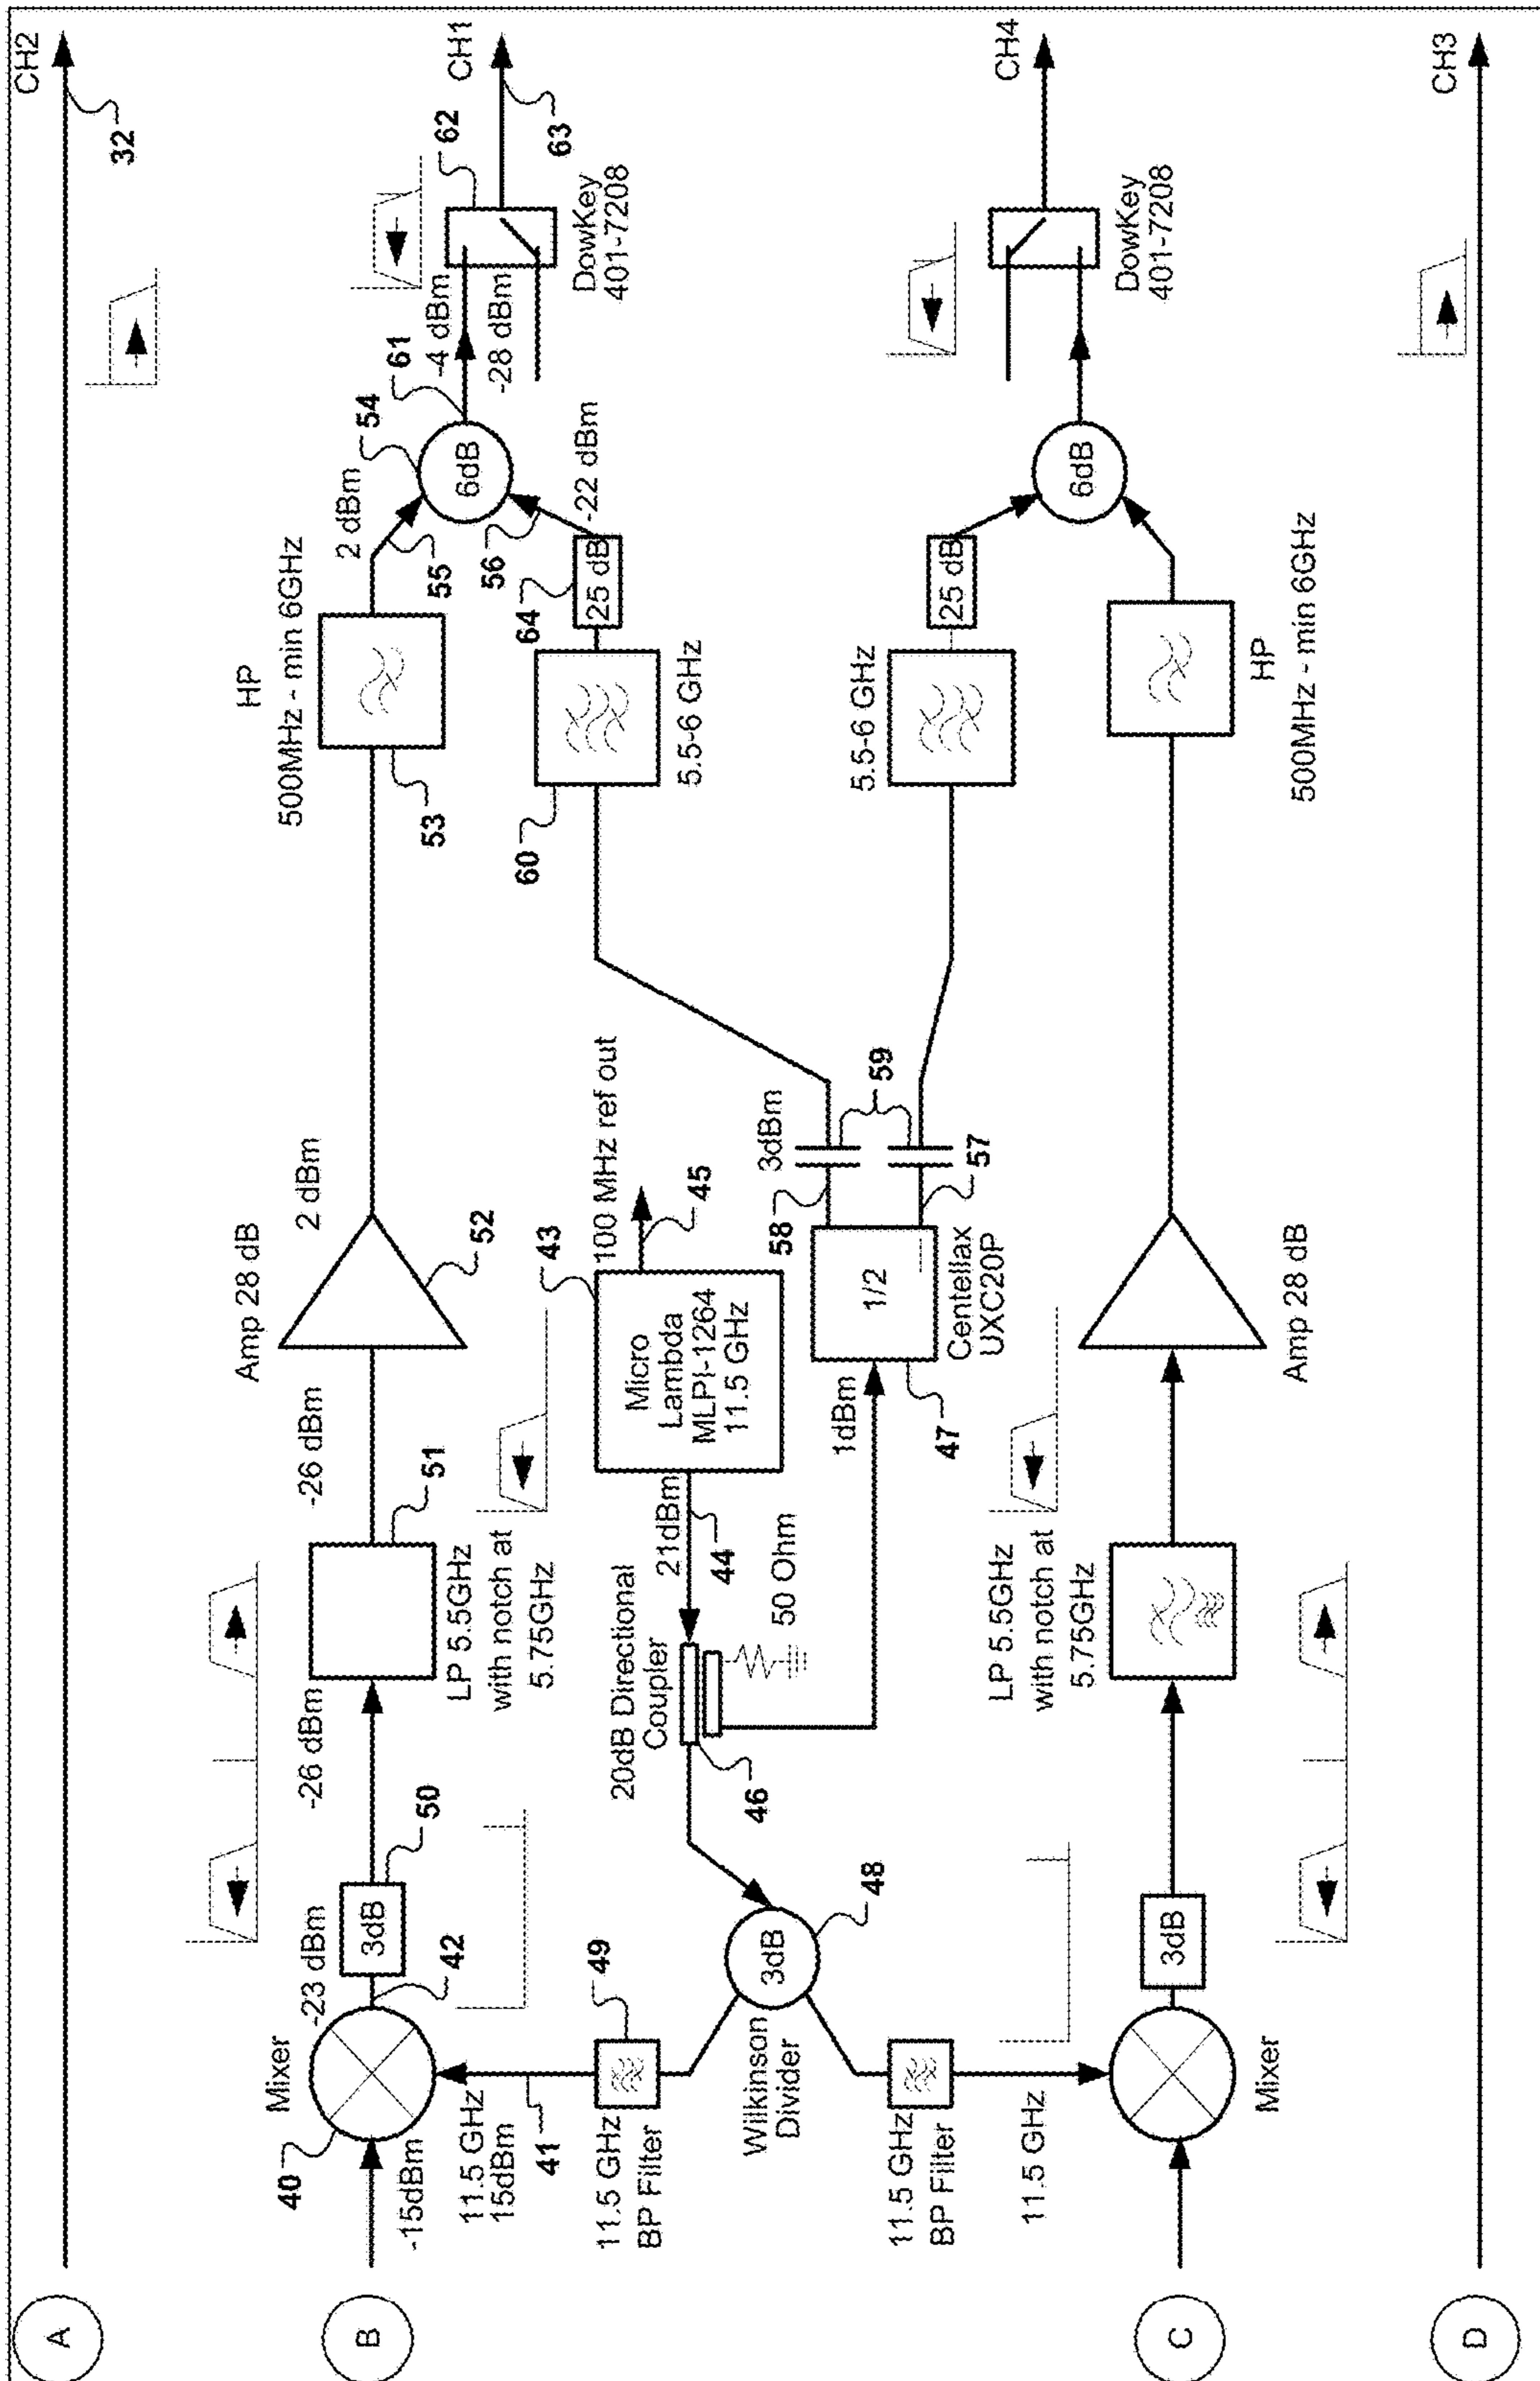 A
CH2
32
B
-15dBm
40
Mixer
-23 dBm
42
3dB
50
-26 dBm
LP 5.5GHz
with notch at
5.75GHz
51
-26 dBm
Amp 28 dB
52
2 dBm
HP
500MHz - min 6GHz
53
2 dBm
55
54
6dB
61
-4 dBm
-28 dBm
62
DowKey
401-7208
CH1
63
11.5 GHz
15dBm
41
11.5 GHz
BP Filter
49
Wilkinson
Divider
3dB
48
20dB Directional
Coupler
46
50 Ohm
21dBm
44
Micro
Lambda
MLPI-1264
11.5 GHz
43
100 MHz ref out
45
1dBm
1/2
47
Centellax
UXC20P
58
3dBm
59
57
60
5.5-6 GHz
64
25 dB
56
-22 dBm
5.5-6 GHz
25 dB
6dB
DowKey
401-7208
CH4
11.5 GHz
BP Filter
11.5 GHz
C
Mixer
3dB
LP 5.5GHz
with notch at
5.75GHz
Amp 28 dB
HP
500MHz - min 6GHz
D
CH3